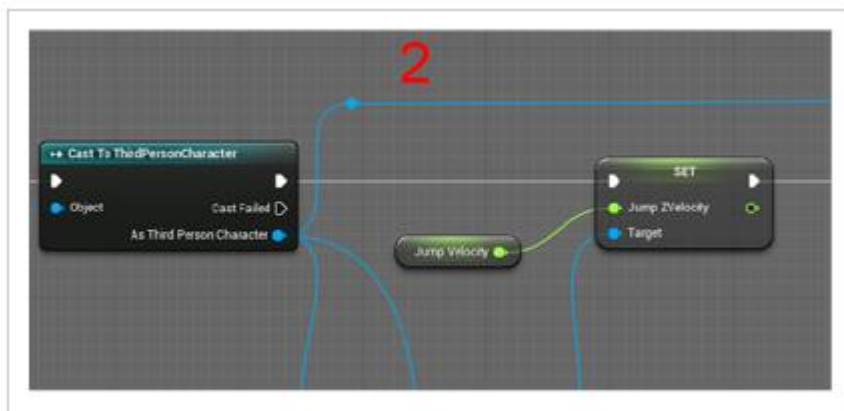 2
Cast To ThirdPersonCharacter
SET
Object
Cast Failed
Jump ZVelocity
As Third Person Character
Target
Jump Velocity